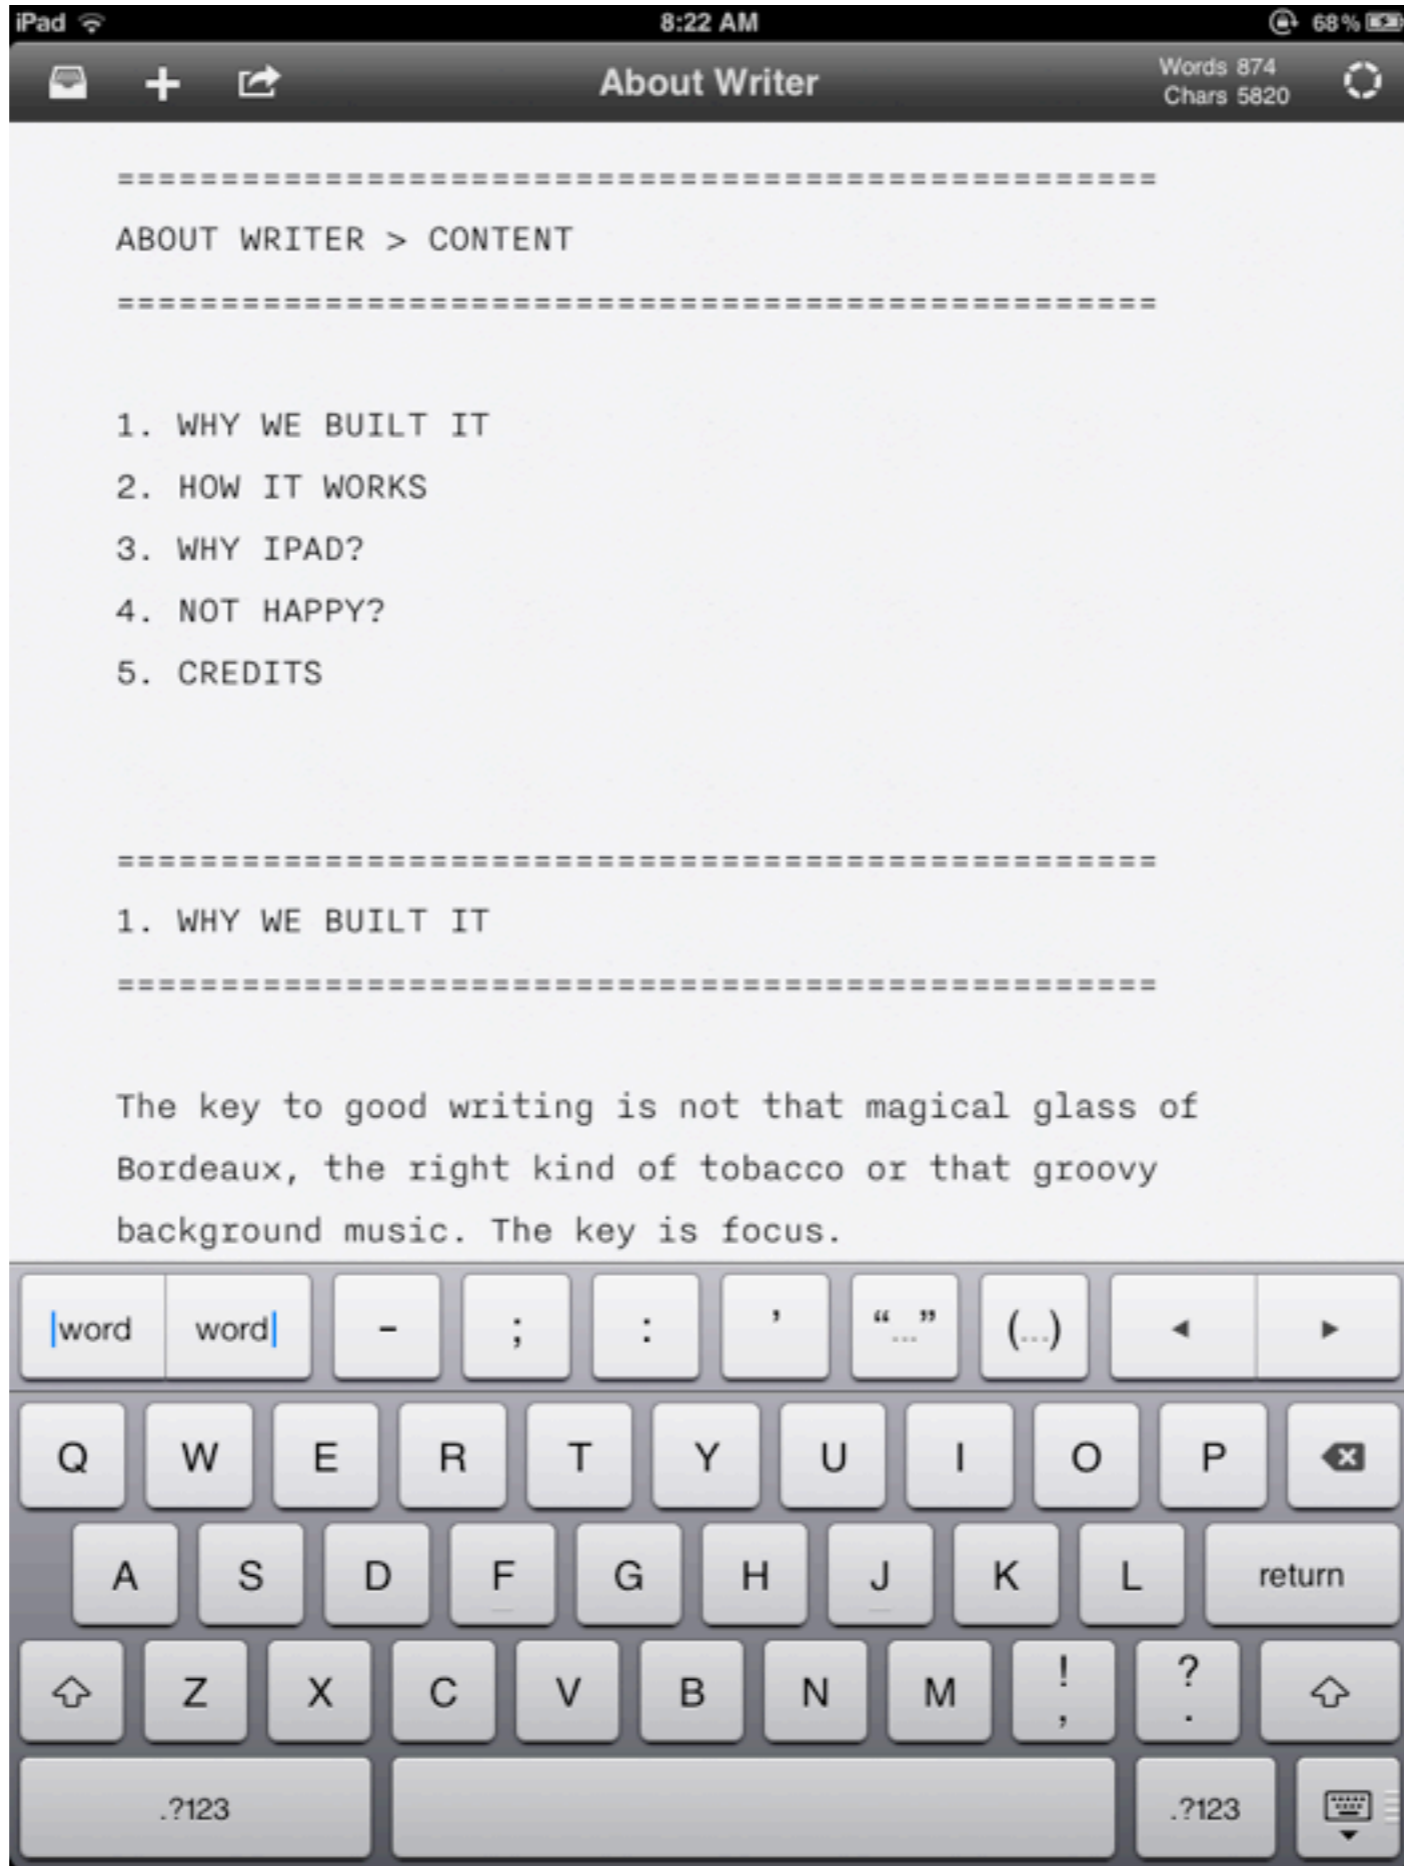 iPad 8:22 AM 68%
About Writer
Words 874
Chars 5820
==================================================
ABOUT WRITER > CONTENT
==================================================
1. WHY WE BUILT IT
2. HOW IT WORKS
3. WHY IPAD?
4. NOT HAPPY?
5. CREDITS
==================================================
1. WHY WE BUILT IT
==================================================
The key to good writing is not that magical glass of
Bordeaux, the right kind of tobacco or that groovy
background music. The key is focus.
word word - ; : ’ “...” (...)
Q W E R T Y U I O P
A S D F G H J K L return
Z X C V B N M ! , ? .
.?123 .?123